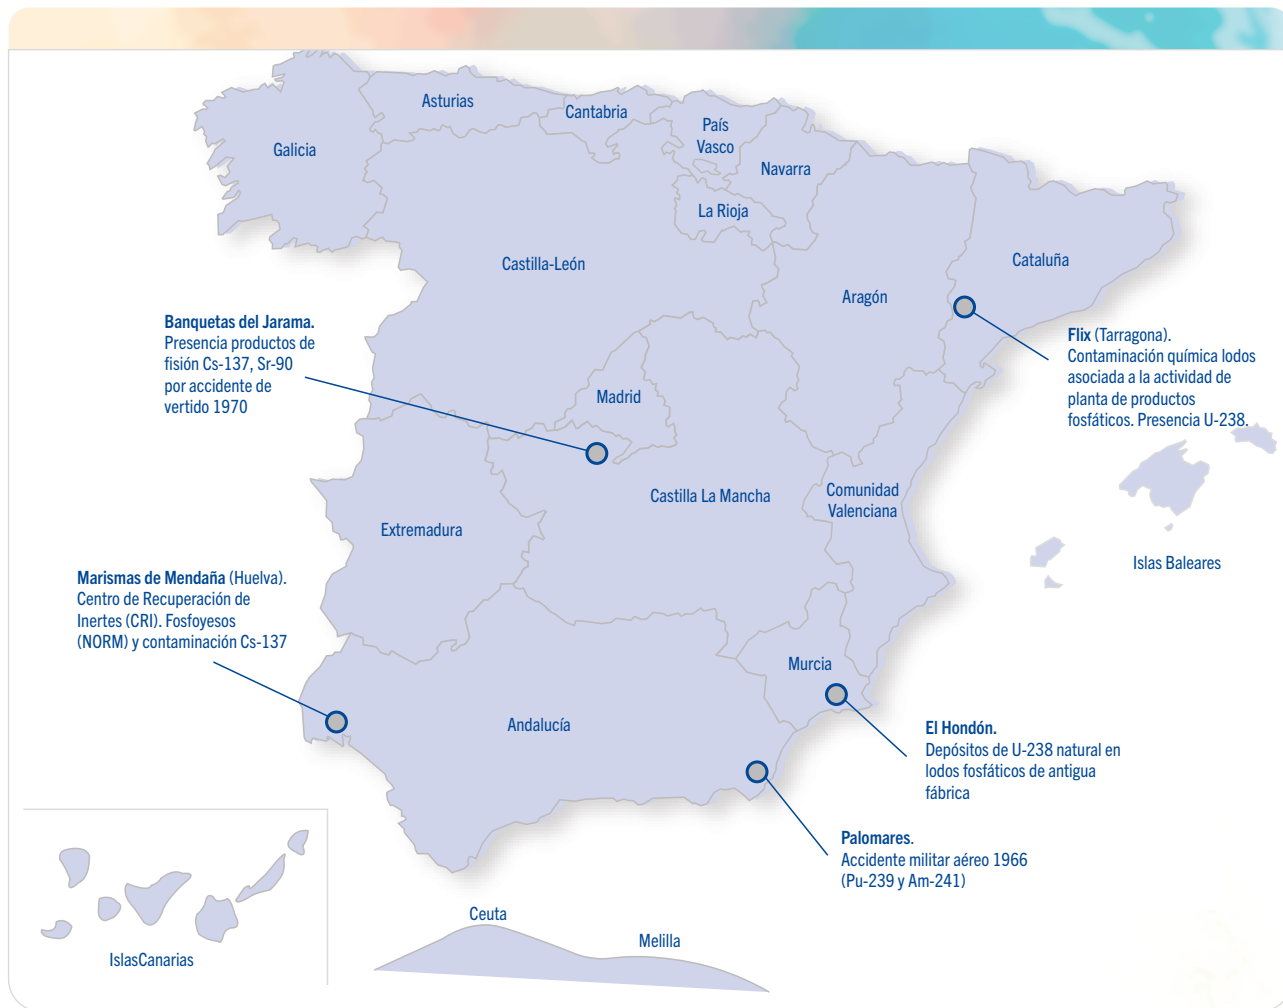 Asturias
Cantabria
País
Vasco
Galicia
Navarra
La Rioja
Castilla-León
Cataluña
Aragón
Banquetas del Jarama.
Presencia productos de
fisión Cs-137, Sr-90
por accidente de
vertido 1970
Flix (Tarragona).
Contaminación química lodos
asociada a la actividad de
planta de productos
fosfáticos. Presencia U-238.
Madrid
Castilla La Mancha
Comunidad
Valenciana
Extremadura
Islas Baleares
Marismas de Mendaña (Huelva).
Centro de Recuperación de
Inertes (CRI). Fosfoyesos
(NORM) y contaminación Cs-137
Murcia
Andalucía
El Hondón.
Depósitos de U-238 natural en
lodos fosfáticos de antigua
fábrica
Palomares.
Accidente militar aéreo 1966
(Pu-239 y Am-241)
Ceuta
Melilla
IslasCanarias